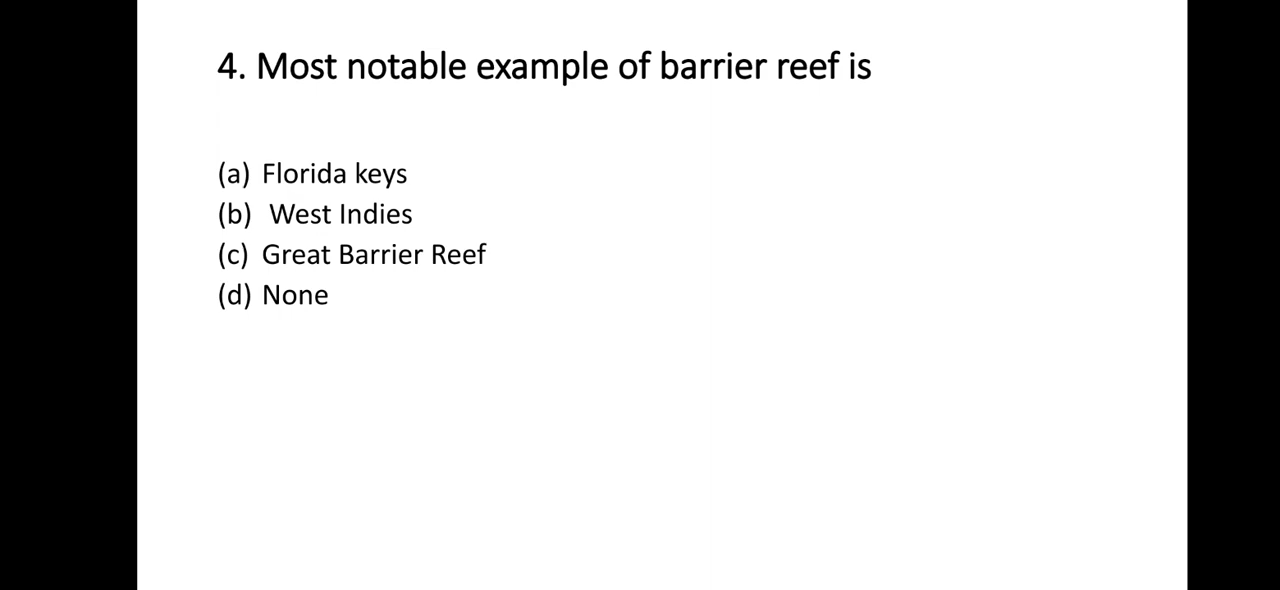 4. Most notable example of barrier reef is
(a) Florida keys
(b) West Indies
(c) Great Barrier Reef
(d) None